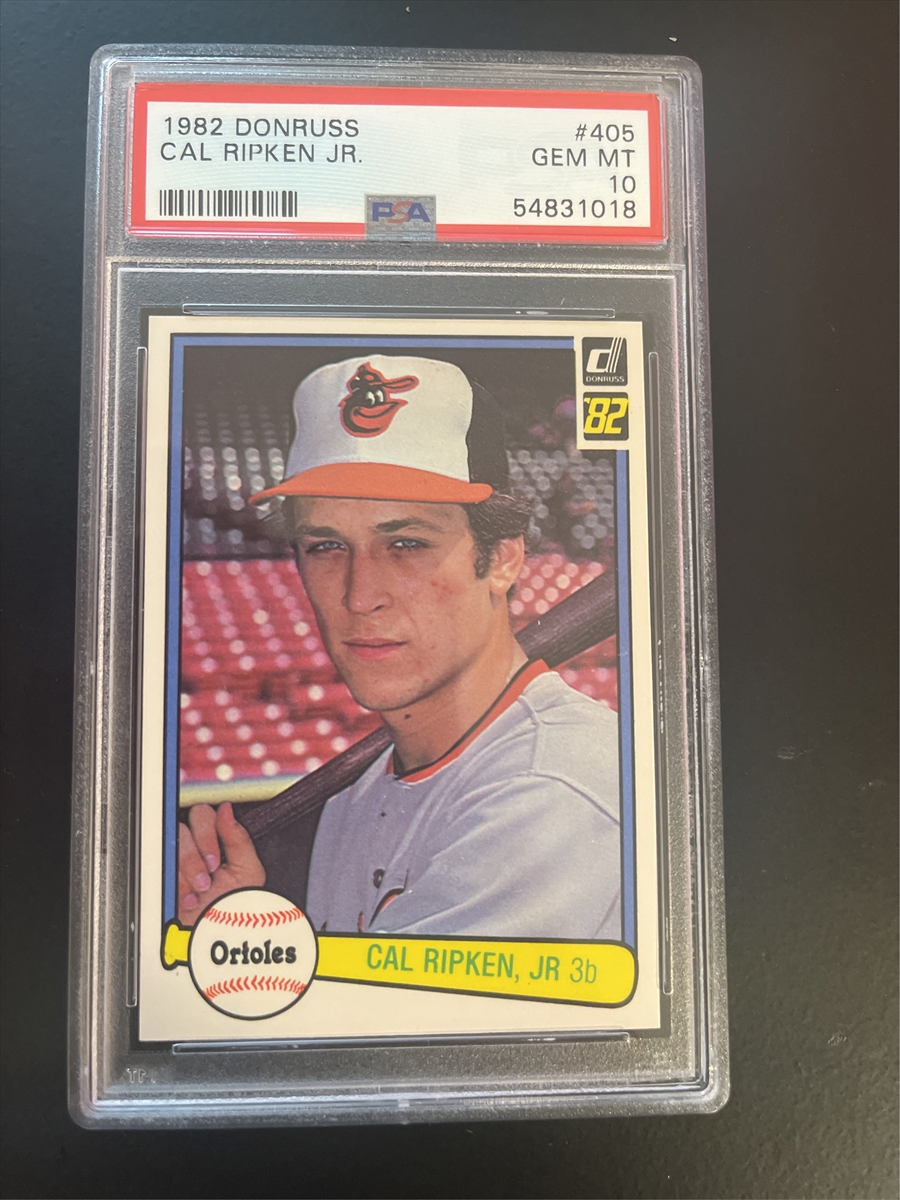 1982 DONRUSS
#405
CAL RIPKEN JR.
GEM MT
10
PSA
54831018
d
DONRUSS
'82
Orioles
CAL RIPKEN, JR 3b